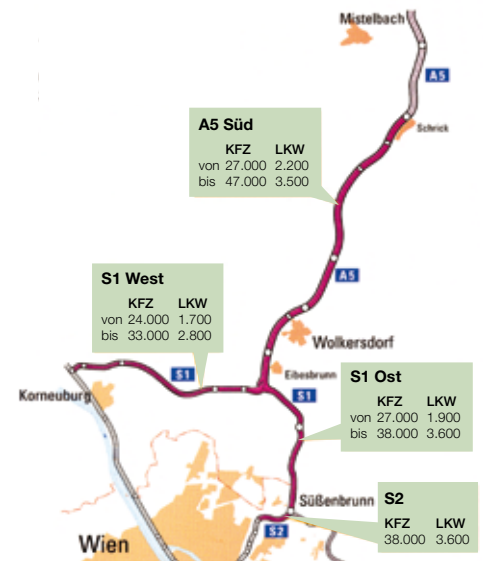 Mistelbach
A5
Schrick
A5 Süd
KFZ LKW
von 27.000 2.200
bis 47.000 3.500
A5
S1 West
KFZ LKW
von 24.000 1.700
bis 33.000 2.800
Wolkersdorf
Eibesbrunn
S1
S1
Korneuburg
S1 Ost
KFZ LKW
von 27.000 1.900
bis 38.000 3.600
Süßenbrunn
S2
KFZ LKW
38.000 3.600
S2
Wien